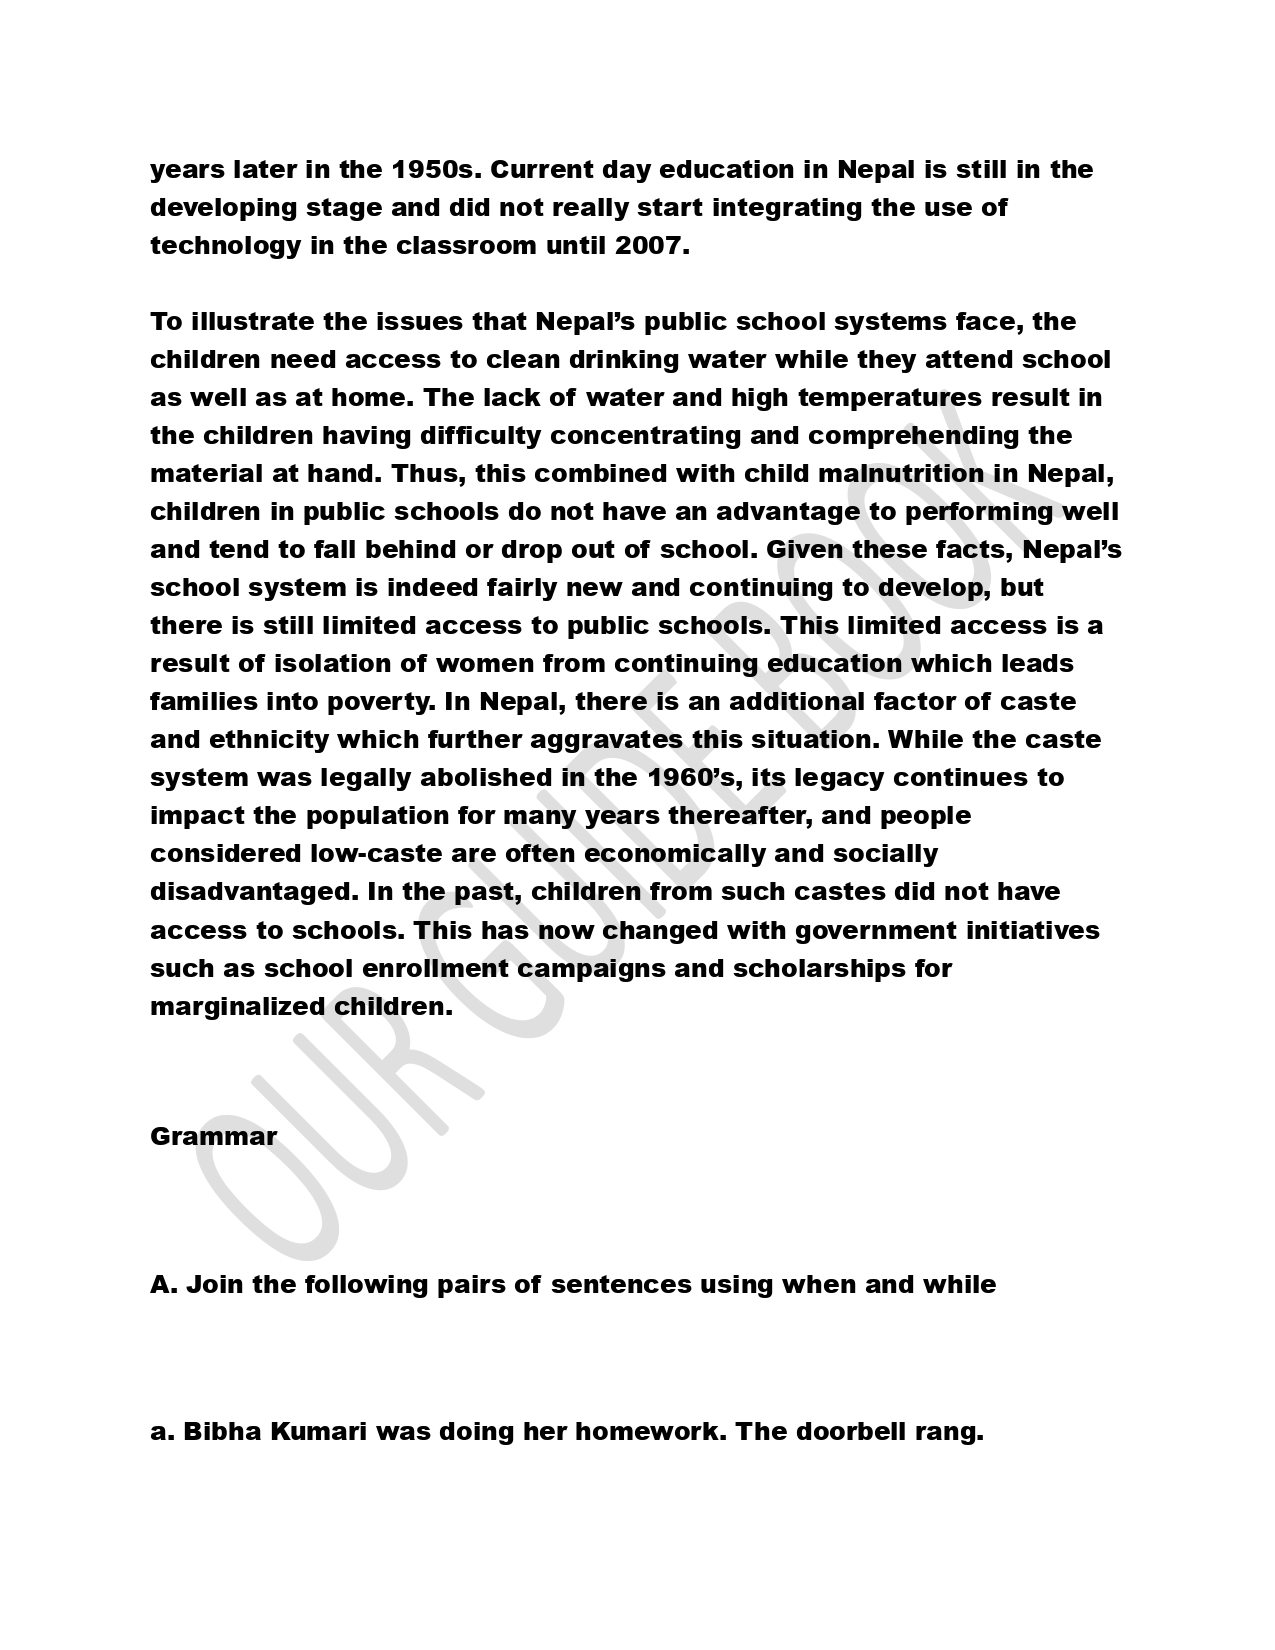 years later in the 1950s. Current day education in Nepal is still in the
developing stage and did not really start integrating the use of
technology in the classroom until 2007.
To illustrate the issues that Nepal’s public school systems face, the
children need access to clean drinking water while they attend school
as well as at home. The lack of water and high temperatures result in
the children having difficulty concentrating and comprehending the
material at hand. Thus, this combined with child malnutrition in Nepal,
children in public schools do not have an advantage to performing well
and tend to fall behind or drop out of school. Given these facts, Nepal’s
school system is indeed fairly new and continuing to develop, but
there is still limited access to public schools. This limited access is a
result of isolation of women from continuing education which leads
families into poverty. In Nepal, there is an additional factor of caste
and ethnicity which further aggravates this situation. While the caste
system was legally abolished in the 1960’s, its legacy continues to
impact the population for many years thereafter, and people
considered low-caste are often economically and socially
disadvantaged. In the past, children from such castes did not have
access to schools. This has now changed with government initiatives
such as school enrollment campaigns and scholarships for
marginalized children.
Grammar
A. Join the following pairs of sentences using when and while
a. Bibha Kumari was doing her homework. The doorbell rang.
OUR GUIDE BOOK